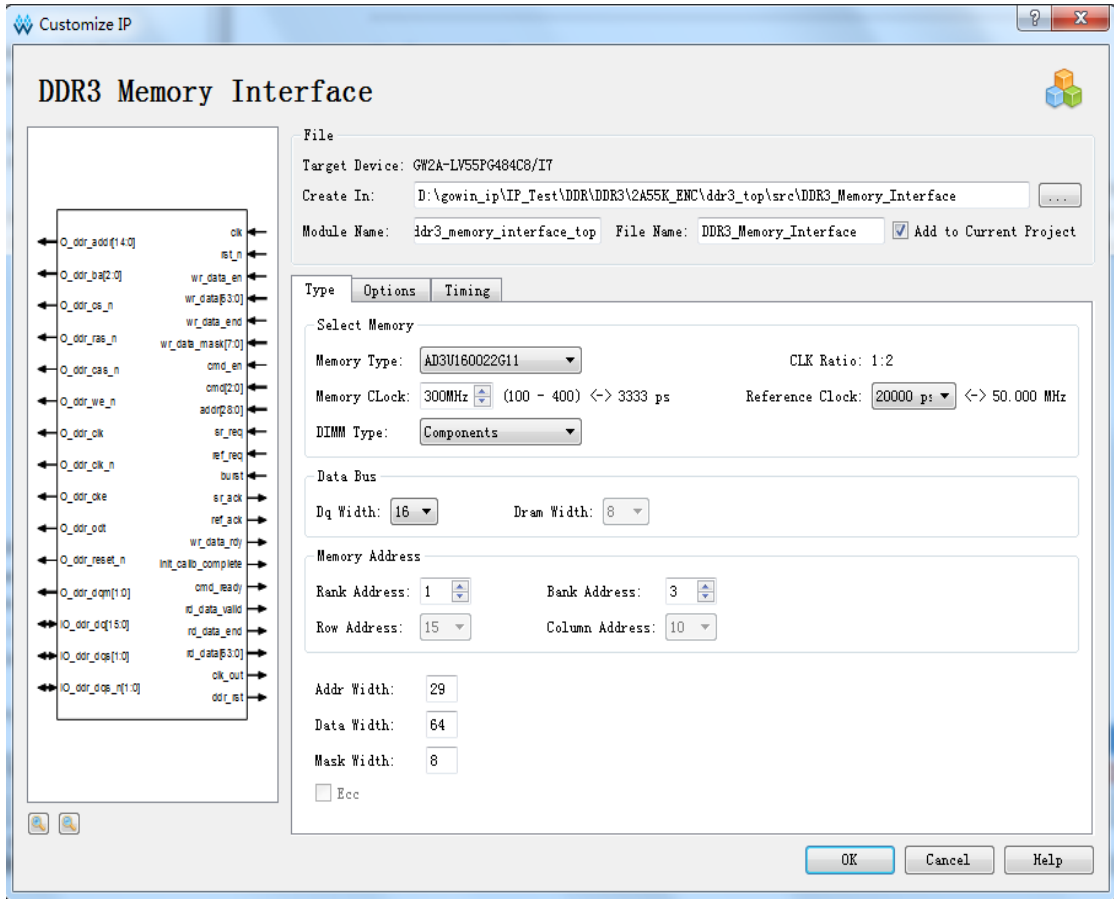 Customize IP
DDR3 Memory Interface
O_ddr_addr[14:0]
O_ddr_ba[2:0]
O_ddr_cs_n
O_ddr_ras_n
O_ddr_cas_n
O_ddr_we_n
O_ddr_clk
O_ddr_clk_n
O_ddr_cke
O_ddr_odt
O_ddr_reset_n
O_ddr_dqm[1:0]
IO_ddr_dq[15:0]
IO_ddr_dqs[1:0]
IO_ddr_dqs_n[1:0]
clk
rst_n
wr_data_en
wr_data[63:0]
wr_data_end
wr_data_mask[7:0]
cmd_en
cmd[2:0]
addr[28:0]
sr_req
ref_req
burst
sr_ack
ref_ack
wr_data_rdy
init_calib_complete
cmd_ready
rd_data_valid
rd_data_end
rd_data[63:0]
clk_out
ddr_rst
File
Target Device: GW2A-LV55PG484C8/I7
Create In: D:\gowin_ip\IP_Test\DDR\DDR3\2A55K_ENC\ddr3_top\src\DDR3_Memory_Interface ...
Module Name: ddr3_memory_interface_top File Name: DDR3_Memory_Interface Add to Current Project
Type Options Timing
Select Memory
Memory Type: AD3U160022G11 CLK Ratio: 1:2
Memory CLock: 300MHz (100 - 400) <-> 3333 ps Reference Clock: 20000 ps <-> 50.000 MHz
DIMM Type: Components
Data Bus
Dq Width: 16 Dram Width: 8
Memory Address
Rank Address: 1 Bank Address: 3
Row Address: 15 Column Address: 10
Addr Width: 29
Data Width: 64
Mask Width: 8
Ecc
OK Cancel Help